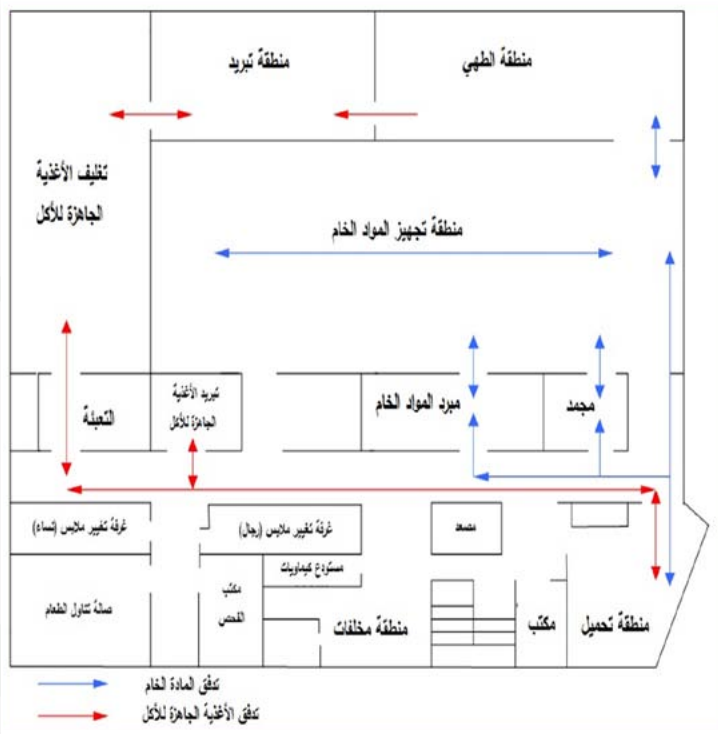 منطقة الطهي
منطقة تبريد
تغليف الأغذية
الجاهزة للأكل
منطقة تجهيز المواد الخام
مجمد
مبرد المواد الخام
تبريد الأغذية
الجاهزة للأكل
التعبئة
مصعد
غرفة تغيير ملابس (رجال)
غرفة تغيير ملابس (نساء)
مستودع كيماويات
مكتب
الفحص
صالة تناول الطعام
منطقة تحميل
مكتب
منطقة مخلفات
تدفق المادة الخام
تدفق الأغذية الجاهزة للأكل